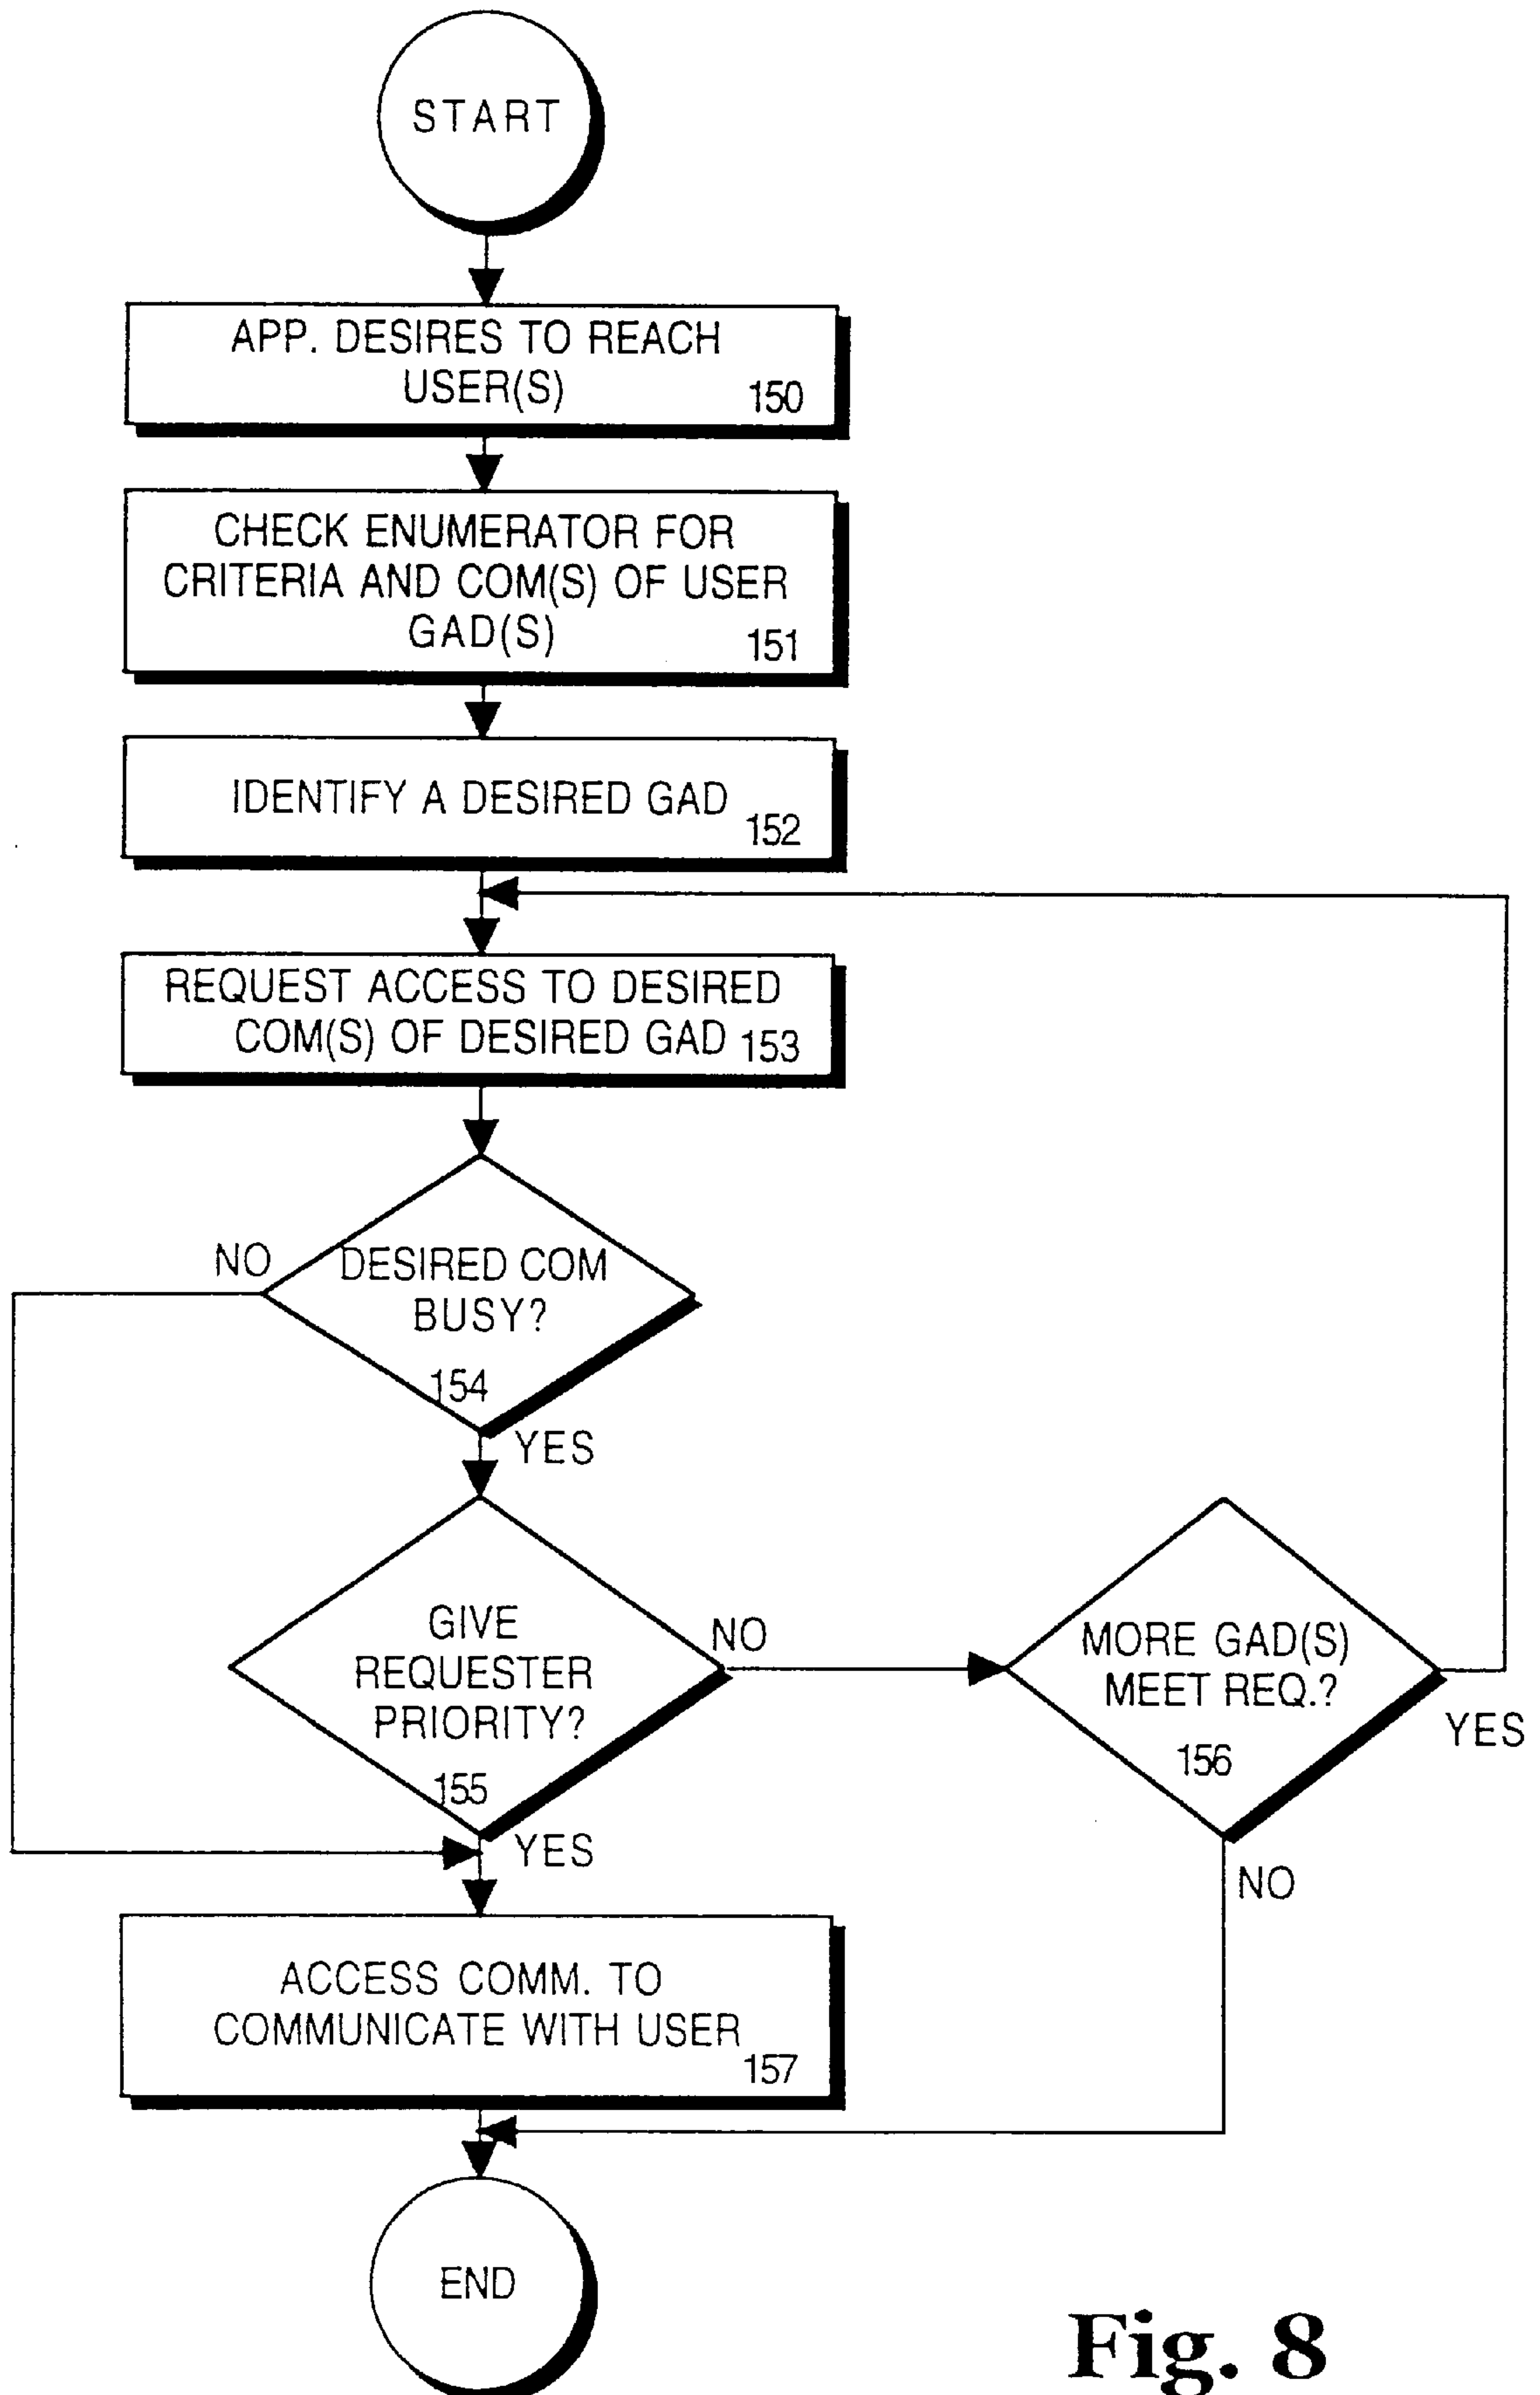 START
APP. DESIRES TO REACH
USER(S)
150
CHECK ENUMERATOR FOR
CRITERIA AND COM(S) OF USER
GAD(S)
151
IDENTIFY A DESIRED GAD
152
REQUEST ACCESS TO DESIRED
COM(S) OF DESIRED GAD 153
NO
DESIRED COM
BUSY?
154
YES
GIVE
REQUESTER
PRIORITY?
155
NO
YES
MORE GAD(S)
MEET REQ.?
156
YES
NO
ACCESS COMM. TO
COMMUNICATE WITH USER
157
END
Fig. 8